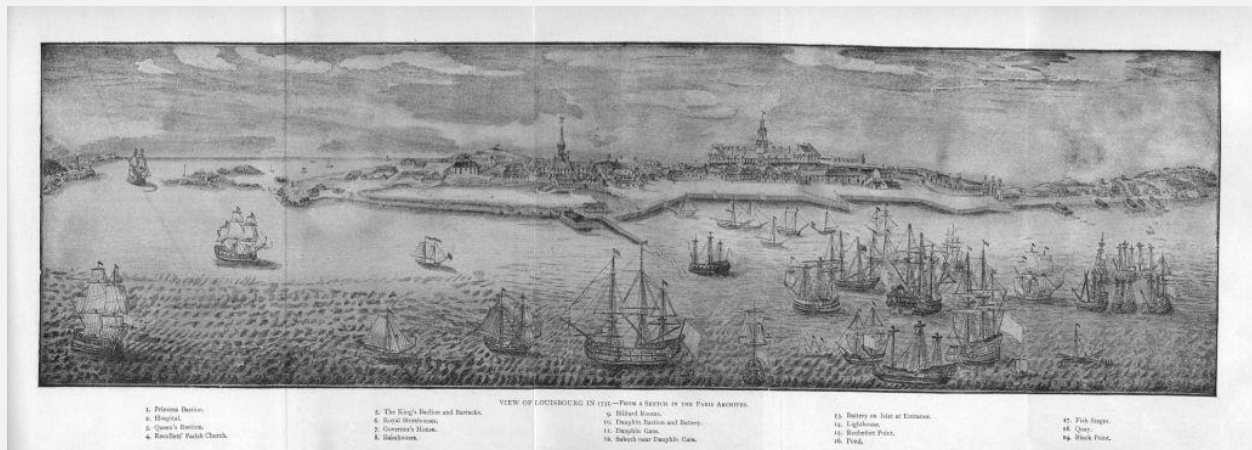 VIEW OF LOUISBOURG IN 1731.—FROM A SKETCH IN THE PARIS ARCHIVES.
1. Princess Bastion.
2. Hospital.
3. Queen's Bastion.
4. Recollets' Parish Church.
5. The King's Bastion and Barracks.
6. Royal Storehouses.
7. Governor's House.
8. Bakehouses.
9. Billiard Rooms.
10. Dauphin Bastion and Battery.
11. Dauphin Gate.
12. Suburb near Dauphin Gate.
13. Battery on Islet at Entrance.
14. Lighthouse.
15. Rochefort Point.
16. Pond.
17. Fish Stages.
18. Quay.
19. Black Point.